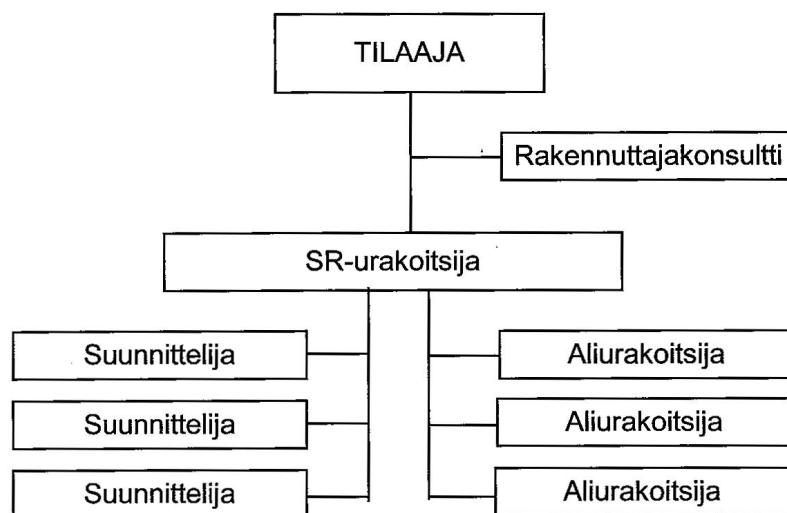 TILAAJA
Rakennuttajakonsultti
SR-urakoitsija
Suunnittelija
Aliurakoitsija
Suunnittelija
Aliurakoitsija
Suunnittelija
Aliurakoitsija